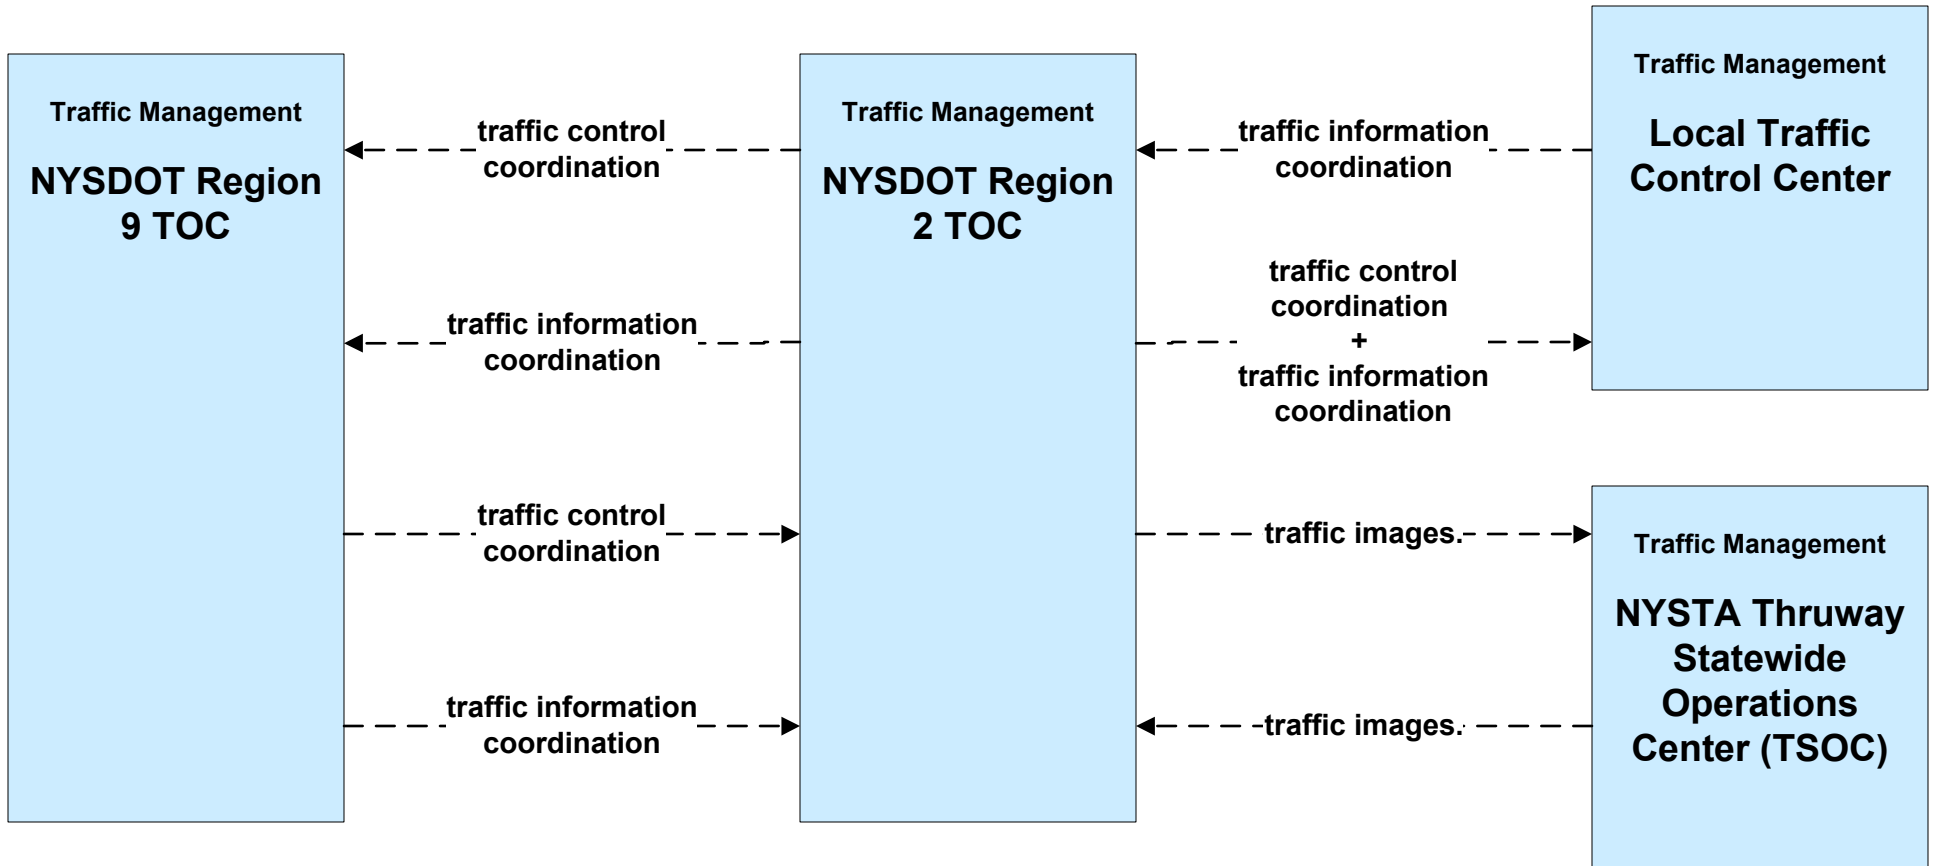 Traffic Management
NYSDOT Region
9 TOC
traffic control
coordination
traffic information
coordination
traffic control
coordination
traffic information
coordination
Traffic Management
NYSDOT Region
2 TOC
traffic information
coordination
traffic control
coordination
+
traffic information
coordination
traffic images.
traffic images.
Traffic Management
Local Traffic
Control Center
Traffic Management
NYSTA Thruway
Statewide
Operations
Center (TSOC)